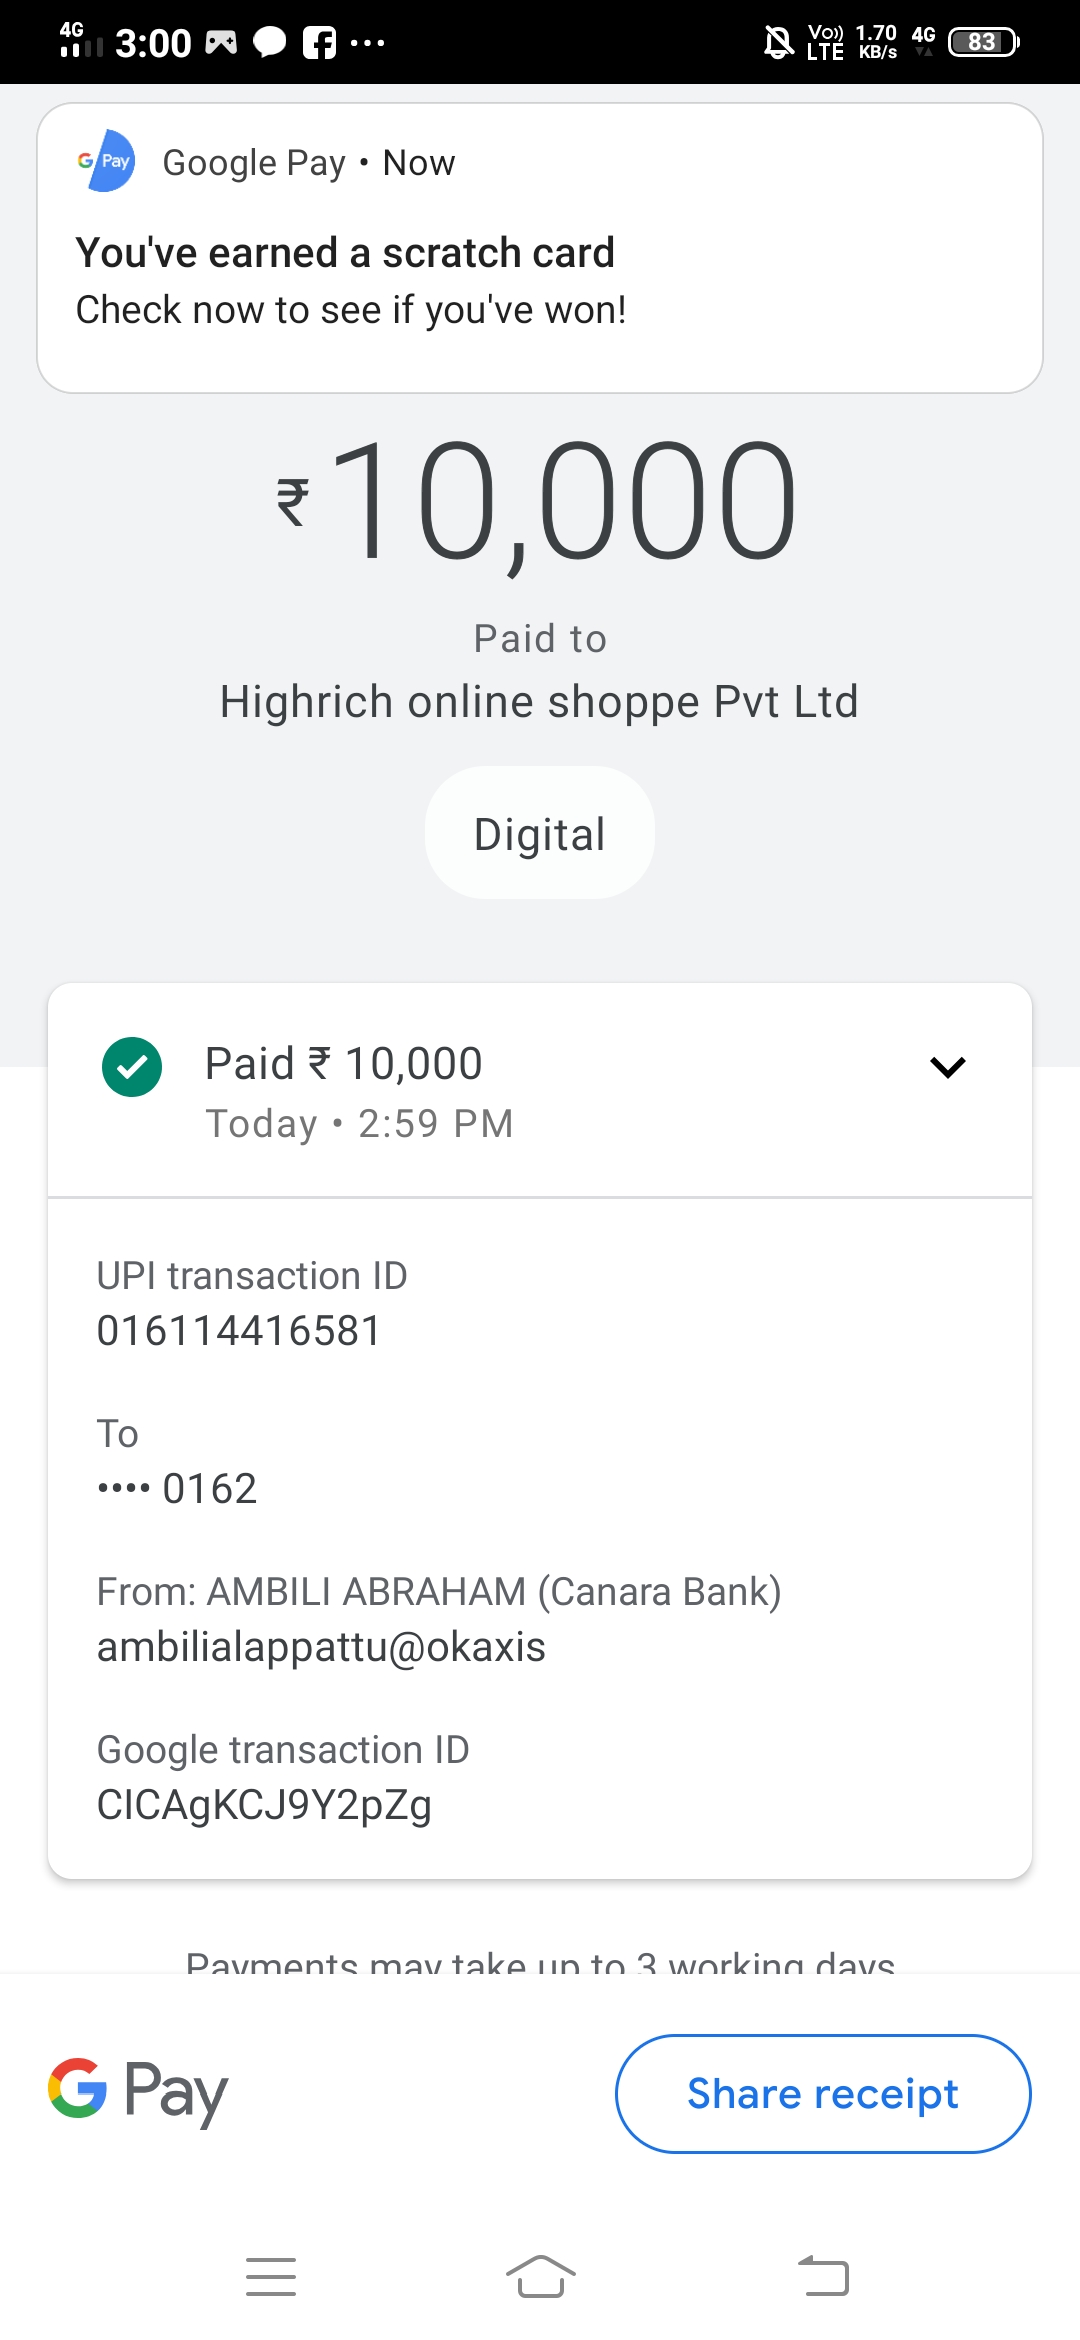 4G 3:00 Vo)) LTE 1.70 KB/s 4G 83
G Pay Google Pay • Now
You've earned a scratch card
Check now to see if you've won!
₹10,000
Paid to
Highrich online shoppe Pvt Ltd
Digital
Paid ₹ 10,000
Today • 2:59 PM
UPI transaction ID
016114416581
To
•••• 0162
From: AMBILI ABRAHAM (Canara Bank)
ambilialappattu@okaxis
Google transaction ID
CICAgKCJ9Y2pZg
Payments may take up to 3 working days
G Pay
Share receipt